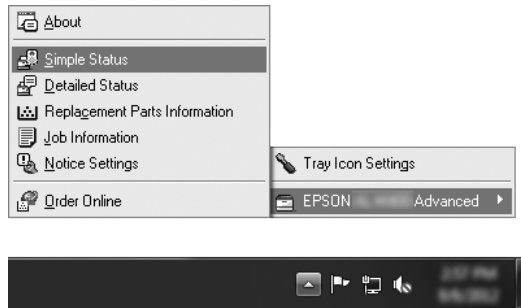 About
Simple Status
Detailed Status
Replacement Parts Information
Job Information
Notice Settings
Order Online
Tray Icon Settings
EPSON Advanced